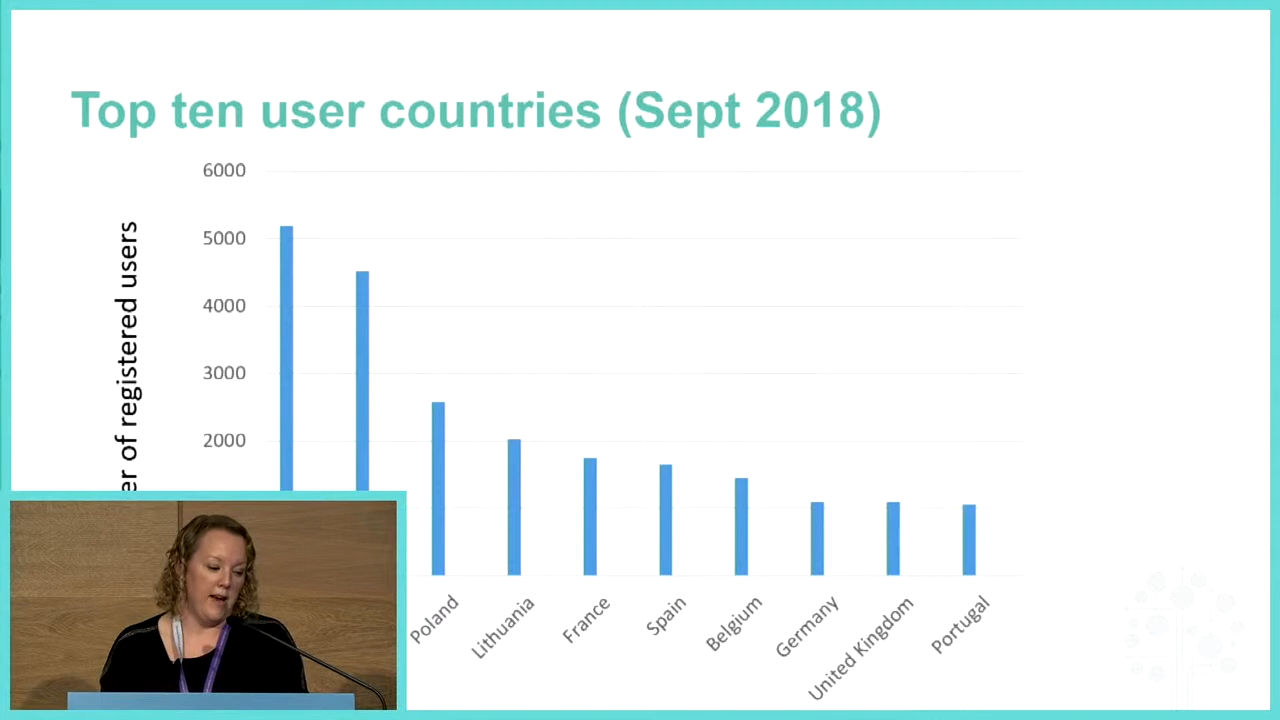 Top ten user countries (Sept 2018)
6000
5000
4000
3000
2000
er of registered users
Poland
Lithuania
France
Spain
Belgium
Germany
United Kingdom
Portugal